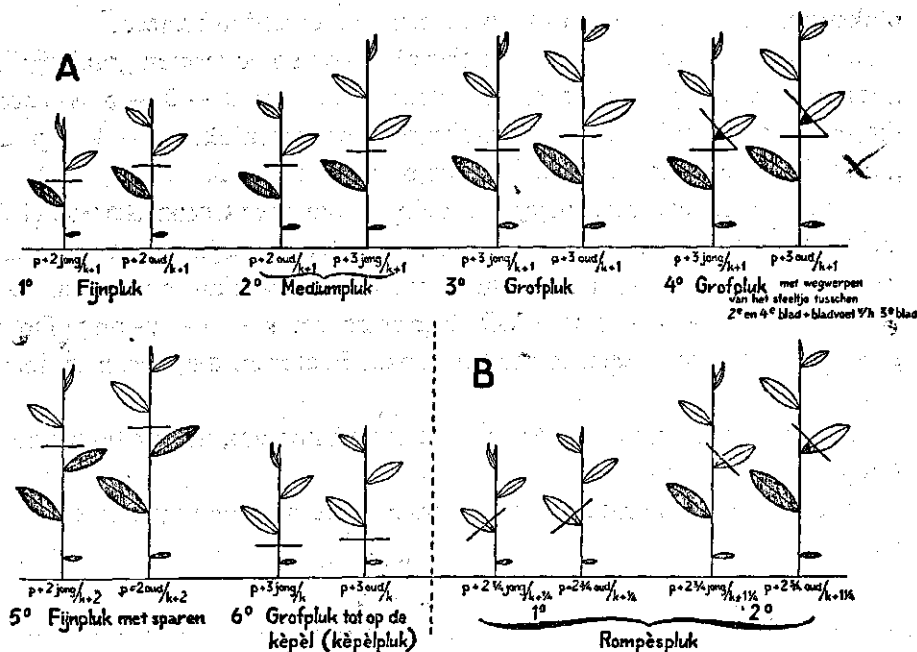 A
p+2 jong/k+1 p+2 oud/k+1 p+2 oud/k+1 p+3 jong/k+1 p+3 jong/k+1 p+3 oud/k+1 p+3 jong/k+1 p+3 oud/k+1
1° Fijnpluk 2° Mediumpluk 3° Grofpluk 4° Grofpluk met wegwerpen
van het steeltje tusschen
2e en 4e blad + bladvoet v/h 3e blad
B
p+2 jong/k+2 p+2 oud/k+2 p+3 jong/k p+3 oud/k p+2¼ jong/k+¼ p+2¾ oud/k+¼ p+2¾ jong/k+1¼ p+2¾ oud/k+1¼
5° Fijnpluk met sparen 6° Grofpluk tot op de
kèpèl (kèpèlpluk)
1° 2°
Rompèspluk